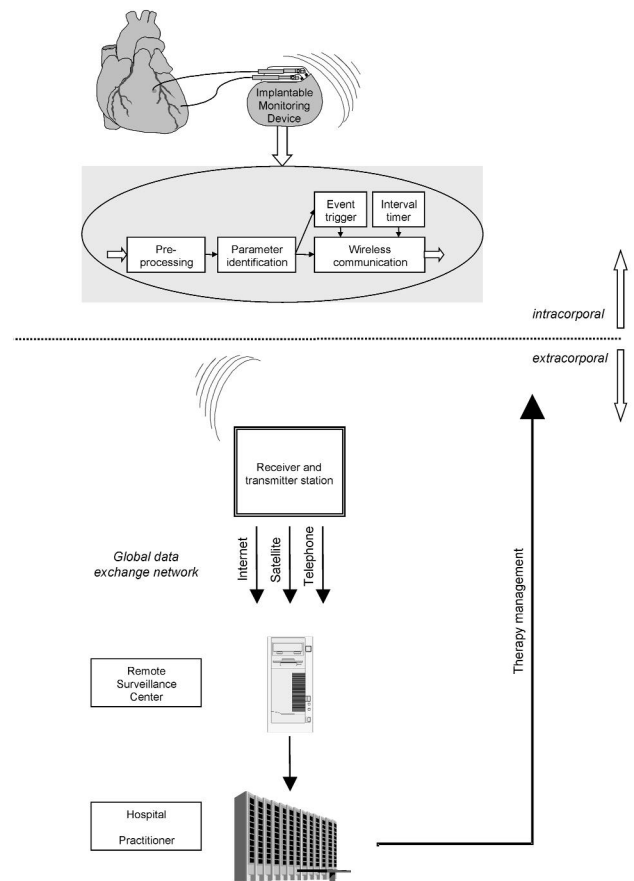 Implantable
Monitoring
Device
Event
trigger
Interval
timer
Pre-
processing
Parameter
identification
Wireless
communication
intracorporal
extracorporal
Receiver and
transmitter station
Global data
exchange network
Internet
Satellite
Telephone
Therapy management
Remote
Surveillance
Center
Hospital
Practitioner